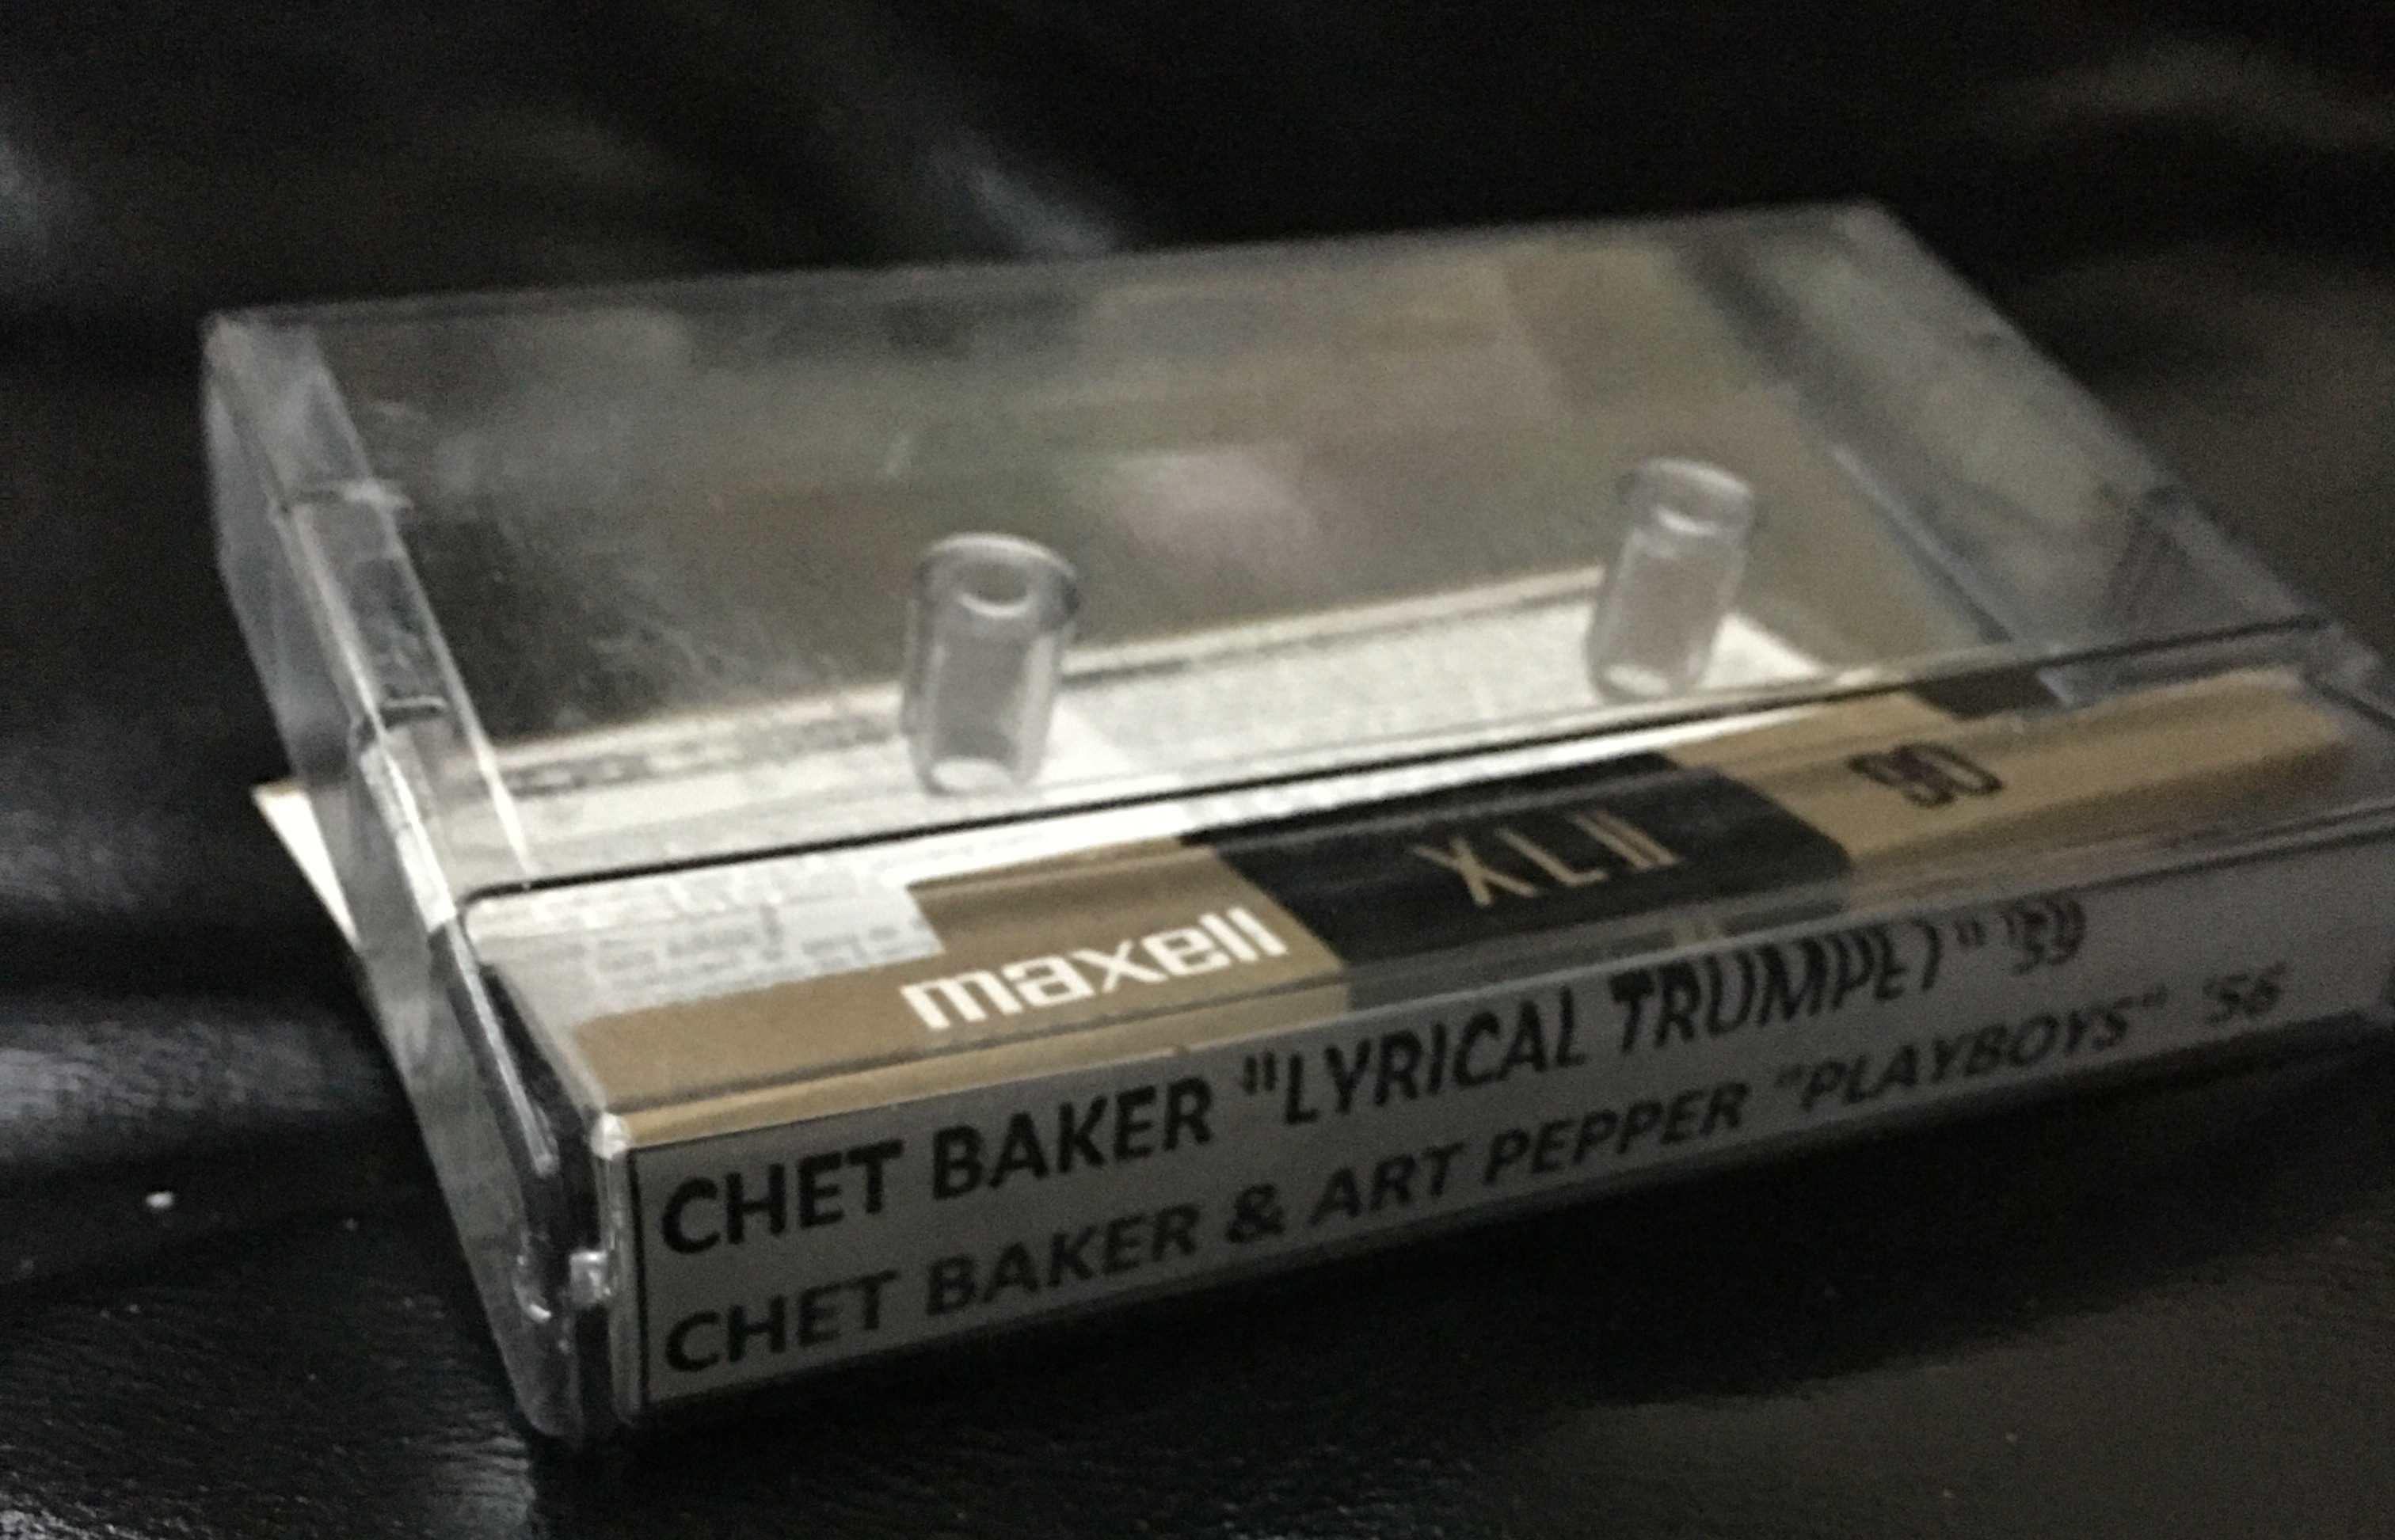 maxell XLII 90
CHET BAKER "LYRICAL TRUMPET" '59
CHET BAKER & ART PEPPER "PLAYBOYS" '56